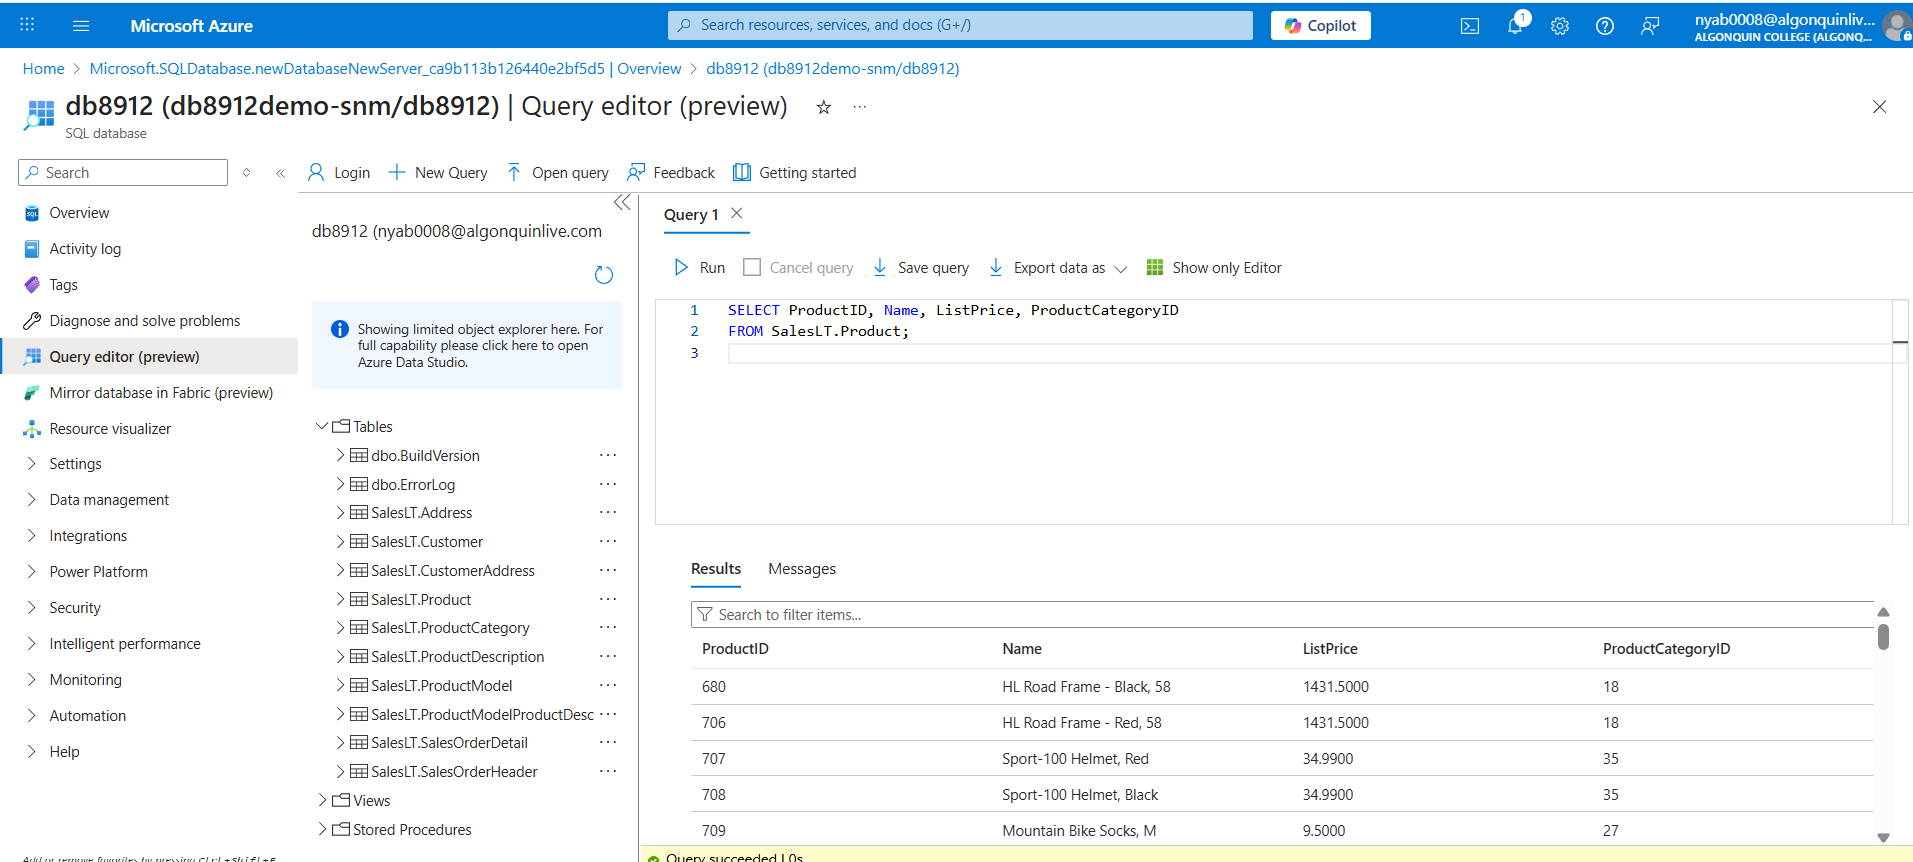 Microsoft Azure
Search resources, services, and docs (G+/)
Copilot
1
nyab0008@algonquinliv...
ALGONQUIN COLLEGE (ALGONQ...
Home > Microsoft.SQLDatabase.newDatabaseNewServer_ca9b113b126440e2bf5d5 | Overview > db8912 (db8912demo-snm/db8912)
db8912 (db8912demo-snm/db8912) | Query editor (preview) ...
SQL database
Search
Login
New Query
Open query
Feedback
Getting started
Overview
Activity log
Tags
Diagnose and solve problems
Query editor (preview)
Mirror database in Fabric (preview)
Resource visualizer
Settings
Data management
Integrations
Power Platform
Security
Intelligent performance
Monitoring
Automation
Help
Add or remove favorites by pressing Ctrl+Shift+F
db8912 (nyab0008@algonquinlive.com
Showing limited object explorer here. For
full capability please click here to open
Azure Data Studio.
Tables
dbo.BuildVersion ...
dbo.ErrorLog ...
SalesLT.Address ...
SalesLT.Customer ...
SalesLT.CustomerAddress ...
SalesLT.Product ...
SalesLT.ProductCategory ...
SalesLT.ProductDescription ...
SalesLT.ProductModel ...
SalesLT.ProductModelProductDesc ...
SalesLT.SalesOrderDetail ...
SalesLT.SalesOrderHeader ...
Views
Stored Procedures
Query 1
Run
Cancel query
Save query
Export data as
Show only Editor
1 SELECT ProductID, Name, ListPrice, ProductCategoryID
2 FROM SalesLT.Product;
3
Results Messages
Search to filter items...
ProductID Name ListPrice ProductCategoryID
680 HL Road Frame - Black, 58 1431.5000 18
706 HL Road Frame - Red, 58 1431.5000 18
707 Sport-100 Helmet, Red 34.9900 35
708 Sport-100 Helmet, Black 34.9900 35
709 Mountain Bike Socks, M 9.5000 27
Query succeeded | 0s